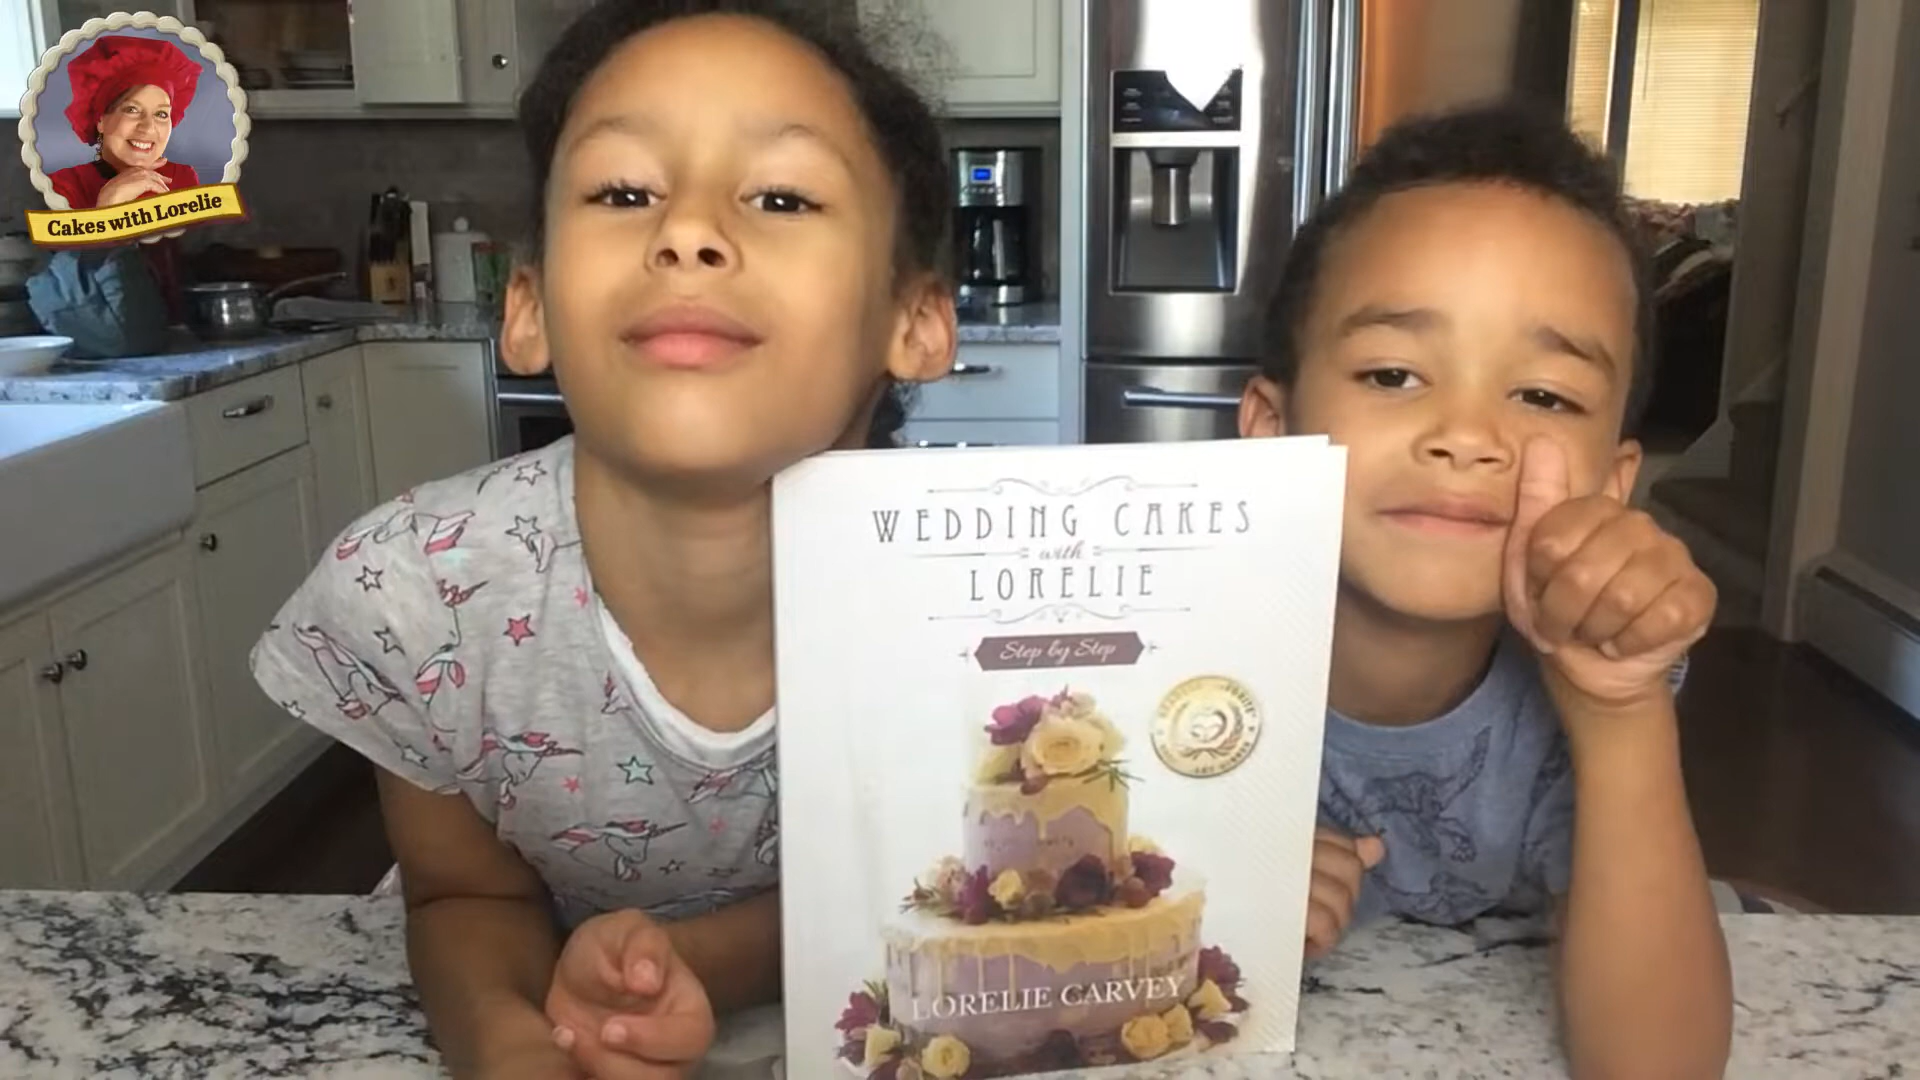 Cakes with Lorelie
WEDDING CAKES
with
LORELIE
Step by Step
LORELIE CARVEY